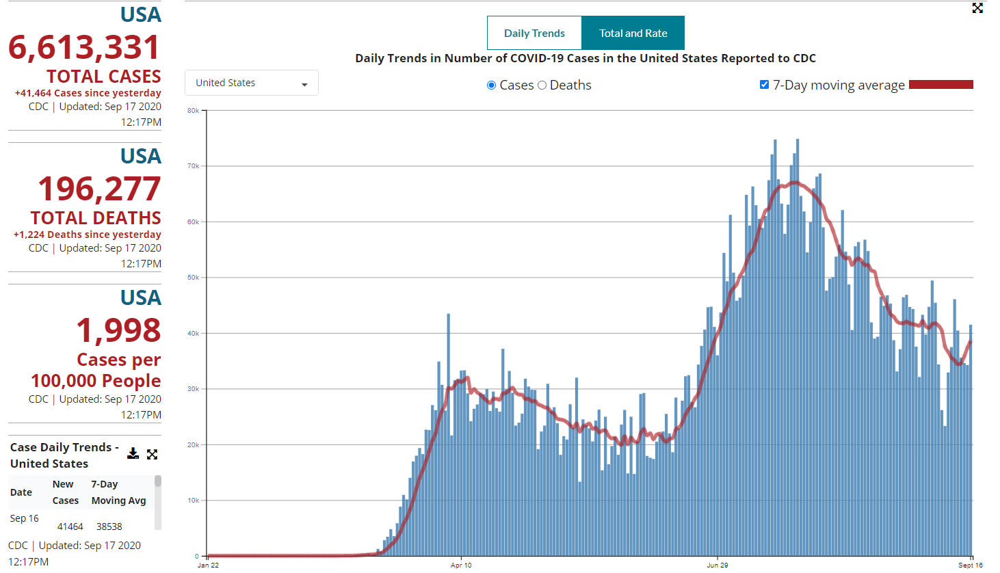 USA
6,613,331
TOTAL CASES
+41,464 Cases since yesterday
CDC | Updated: Sep 17 2020
12:17PM
USA
196,277
TOTAL DEATHS
+1,224 Deaths since yesterday
CDC | Updated: Sep 17 2020
12:17PM
USA
1,998
Cases per
100,000 People
CDC | Updated: Sep 17 2020
12:17PM
Case Daily Trends -
United States
Date New Cases 7-Day Moving Avg
Sep 16 41464 38538
CDC | Updated: Sep 17 2020
12:17PM
Daily Trends Total and Rate
Daily Trends in Number of COVID-19 Cases in the United States Reported to CDC
United States Cases Deaths 7-Day moving average
80k
70k
60k
50k
40k
30k
20k
10k
0
Jan 22 Apr 10 Jun 29 Sept 16